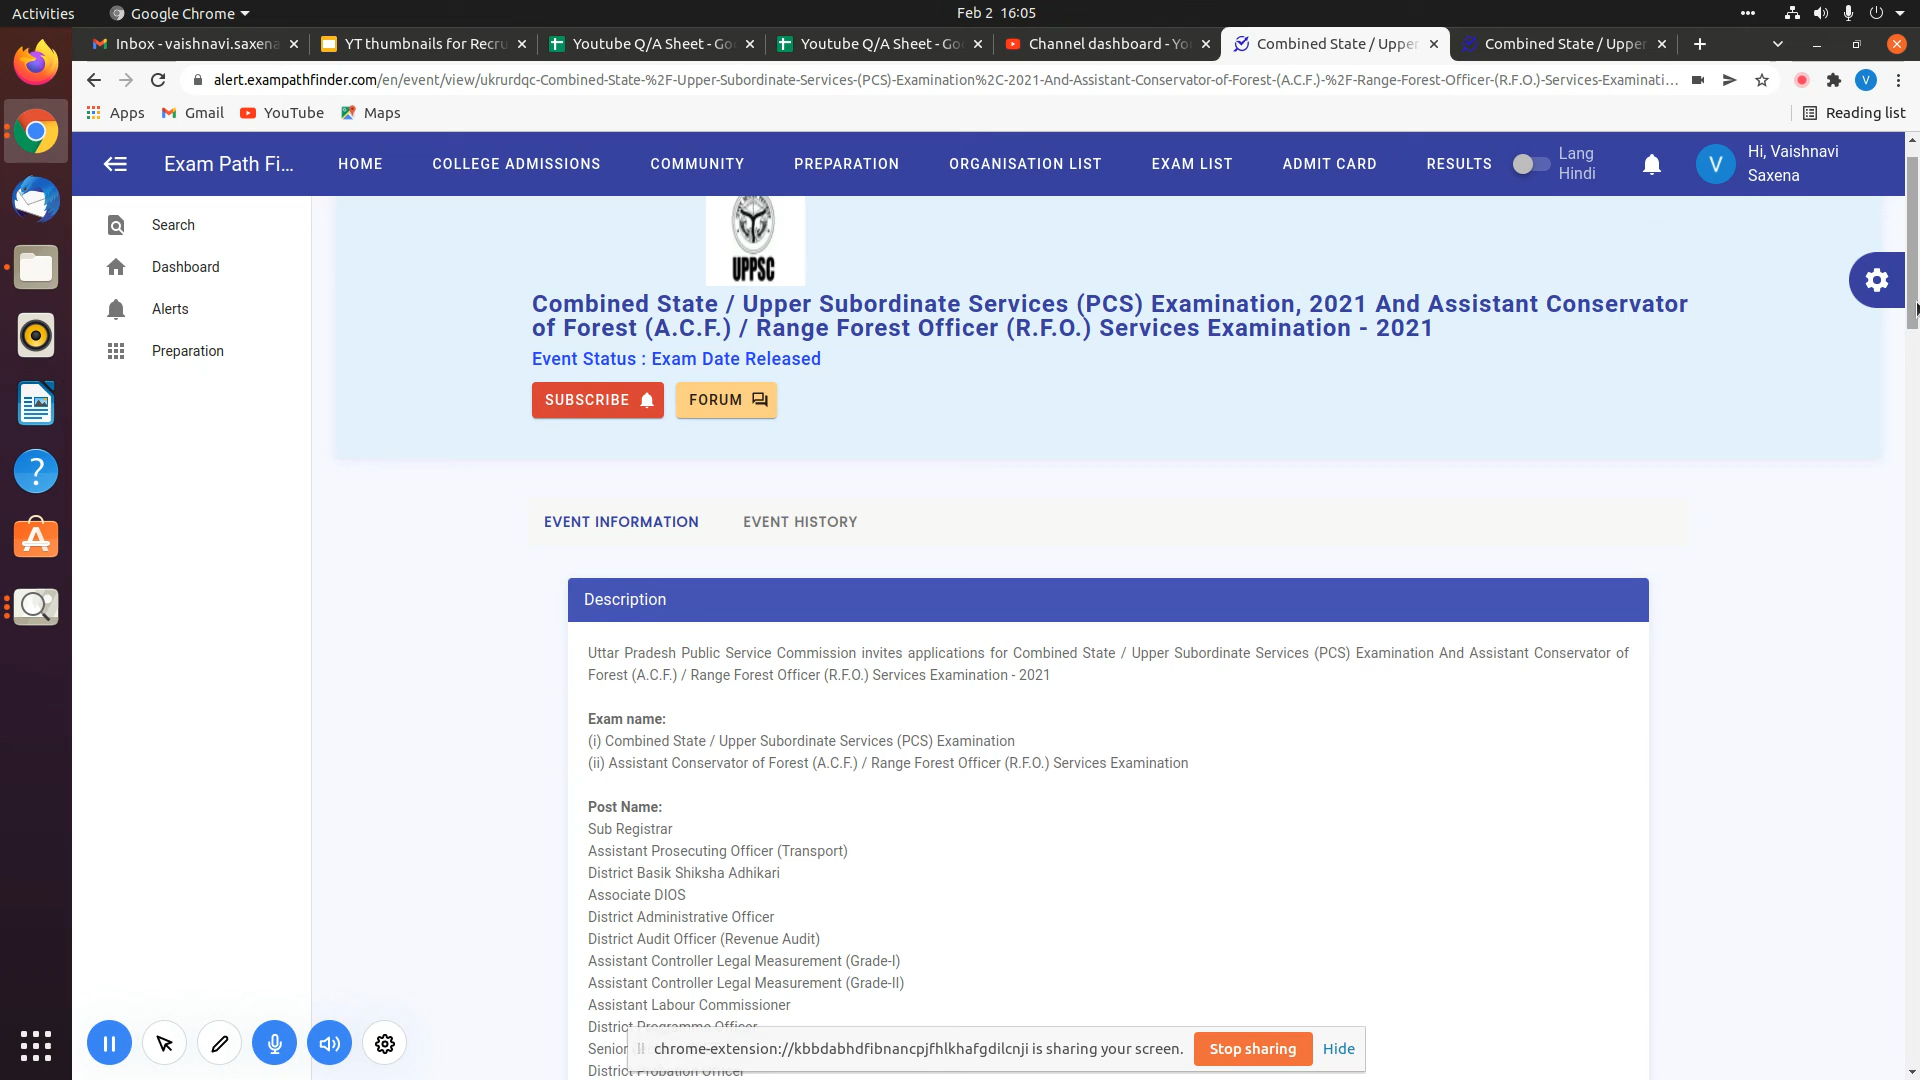 Activities
Google Chrome
Feb 2 16:05
Inbox - vaishnavi.saxena
YT thumbnails for Recru
Youtube Q/A Sheet - Go
Youtube Q/A Sheet - Go
Channel dashboard - Yo
Combined State / Upper
Combined State / Upper
alert.exampathfinder.com/en/event/view/ukrurdqc-Combined-State-%2F-Upper-Subordinate-Services-(PCS)-Examination%2C-2021-And-Assistant-Conservator-of-Forest-(A.C.F.)-%2F-Range-Forest-Officer-(R.F.O.)-Services-Examinati...
V
Apps
Gmail
YouTube
Maps
Reading list
Exam Path Fi...
HOME
COLLEGE ADMISSIONS
COMMUNITY
PREPARATION
ORGANISATION LIST
EXAM LIST
ADMIT CARD
RESULTS
Lang
Hindi
V
Hi, Vaishnavi
Saxena
Search
Dashboard
Alerts
Preparation
UPPSC
Combined State / Upper Subordinate Services (PCS) Examination, 2021 And Assistant Conservator
of Forest (A.C.F.) / Range Forest Officer (R.F.O.) Services Examination - 2021
Event Status : Exam Date Released
SUBSCRIBE
FORUM
EVENT INFORMATION
EVENT HISTORY
Description
Uttar Pradesh Public Service Commission invites applications for Combined State / Upper Subordinate Services (PCS) Examination And Assistant Conservator of
Forest (A.C.F.) / Range Forest Officer (R.F.O.) Services Examination - 2021
Exam name:
(i) Combined State / Upper Subordinate Services (PCS) Examination
(ii) Assistant Conservator of Forest (A.C.F.) / Range Forest Officer (R.F.O.) Services Examination
Post Name:
Sub Registrar
Assistant Prosecuting Officer (Transport)
District Basik Shiksha Adhikari
Associate DIOS
District Administrative Officer
District Audit Officer (Revenue Audit)
Assistant Controller Legal Measurement (Grade-I)
Assistant Controller Legal Measurement (Grade-II)
Assistant Labour Commissioner
District Programme Officer
Senior
District Probation Officer
chrome-extension://kbbdabhdfibnancpjfhlkhafgdilcnji is sharing your screen.
Stop sharing
Hide